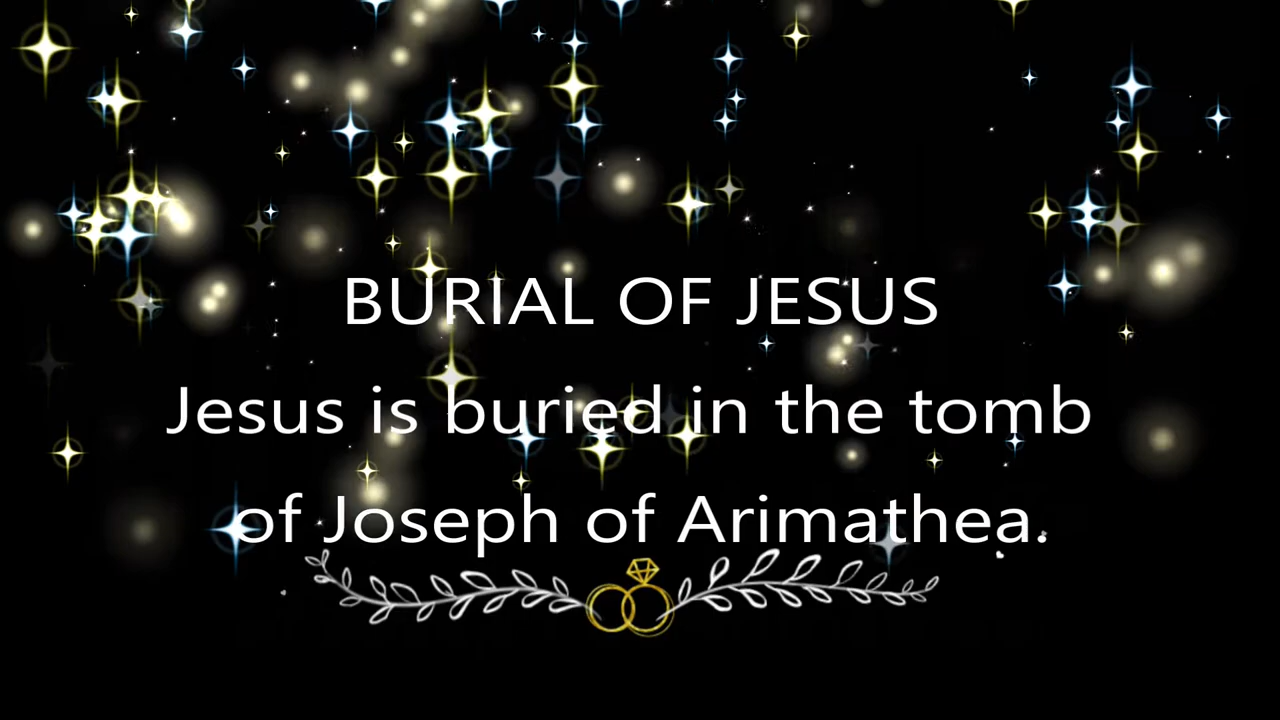 BURIAL OF JESUS
Jesus is buried in the tomb
of Joseph of Arimathea.